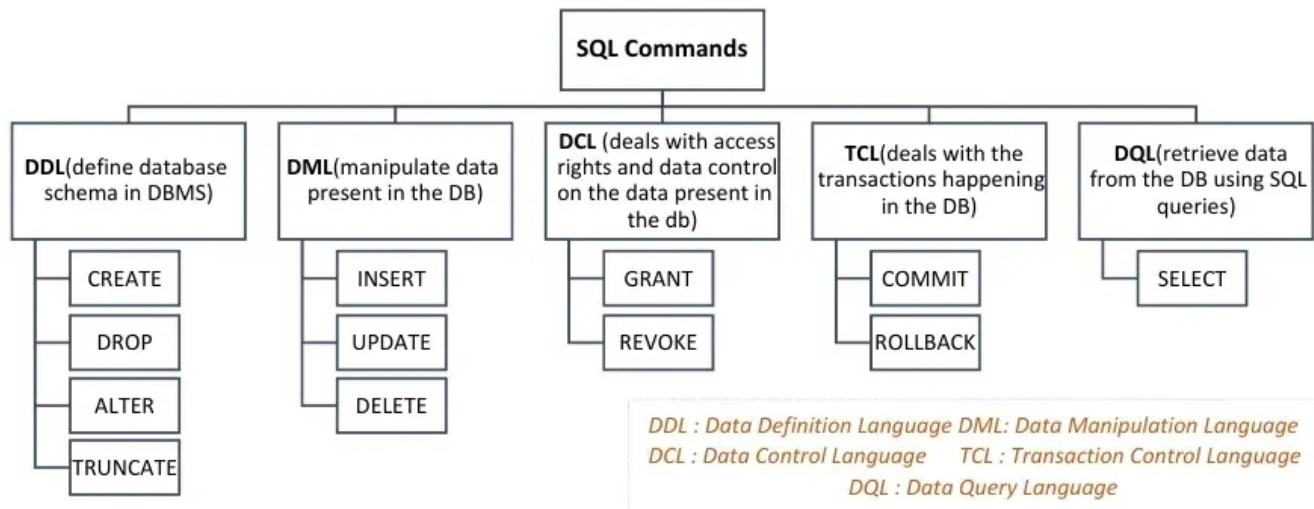 SQL Commands
DDL(define database
schema in DBMS)
CREATE
DROP
ALTER
TRUNCATE
DML(manipulate data
present in the DB)
INSERT
UPDATE
DELETE
DCL (deals with access
rights and data control
on the data present in
the db)
GRANT
REVOKE
TCL(deals with the
transactions happening
in the DB)
COMMIT
ROLLBACK
DQL(retrieve data
from the DB using SQL
queries)
SELECT
DDL : Data Definition Language DML: Data Manipulation Language
DCL : Data Control Language TCL : Transaction Control Language
DQL : Data Query Language